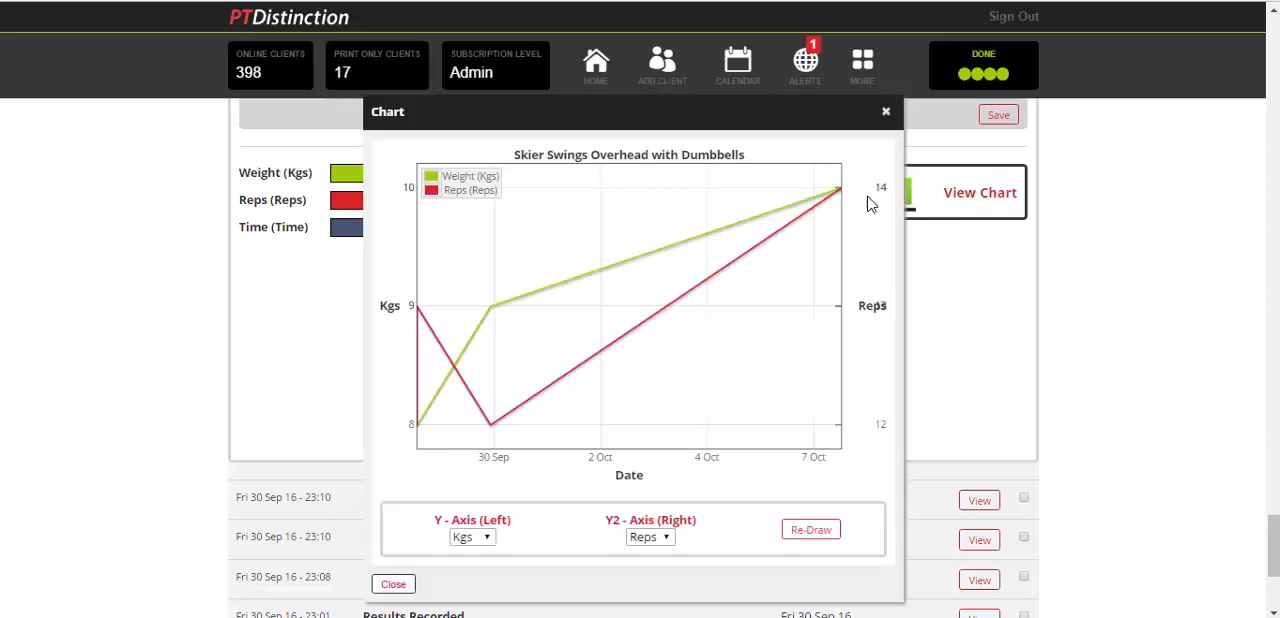 PTDistinction
Sign Out
ONLINE CLIENTS
398
PRINT ONLY CLIENTS
17
SUBSCRIPTION LEVEL
Admin
HOME
ADD CLIENT
CALENDAR
1
ALERTS
MORE
DONE
Chart
×
Save
Weight (Kgs)
Reps (Reps)
Time (Time)
View Chart
Skier Swings Overhead with Dumbbells
Weight (Kgs)
Reps (Reps)
10
14
Kgs
9
13
Reps
8
12
30 Sep
2 Oct
4 Oct
7 Oct
Date
Y - Axis (Left)
Y2 - Axis (Right)
Kgs
Reps
Re-Draw
Close
Fri 30 Sep 16 - 23:10
View
Fri 30 Sep 16 - 23:10
View
Fri 30 Sep 16 - 23:08
View
Fri 30 Sep 16 - 23:01
Results Recorded
Fri 30 Sep 16